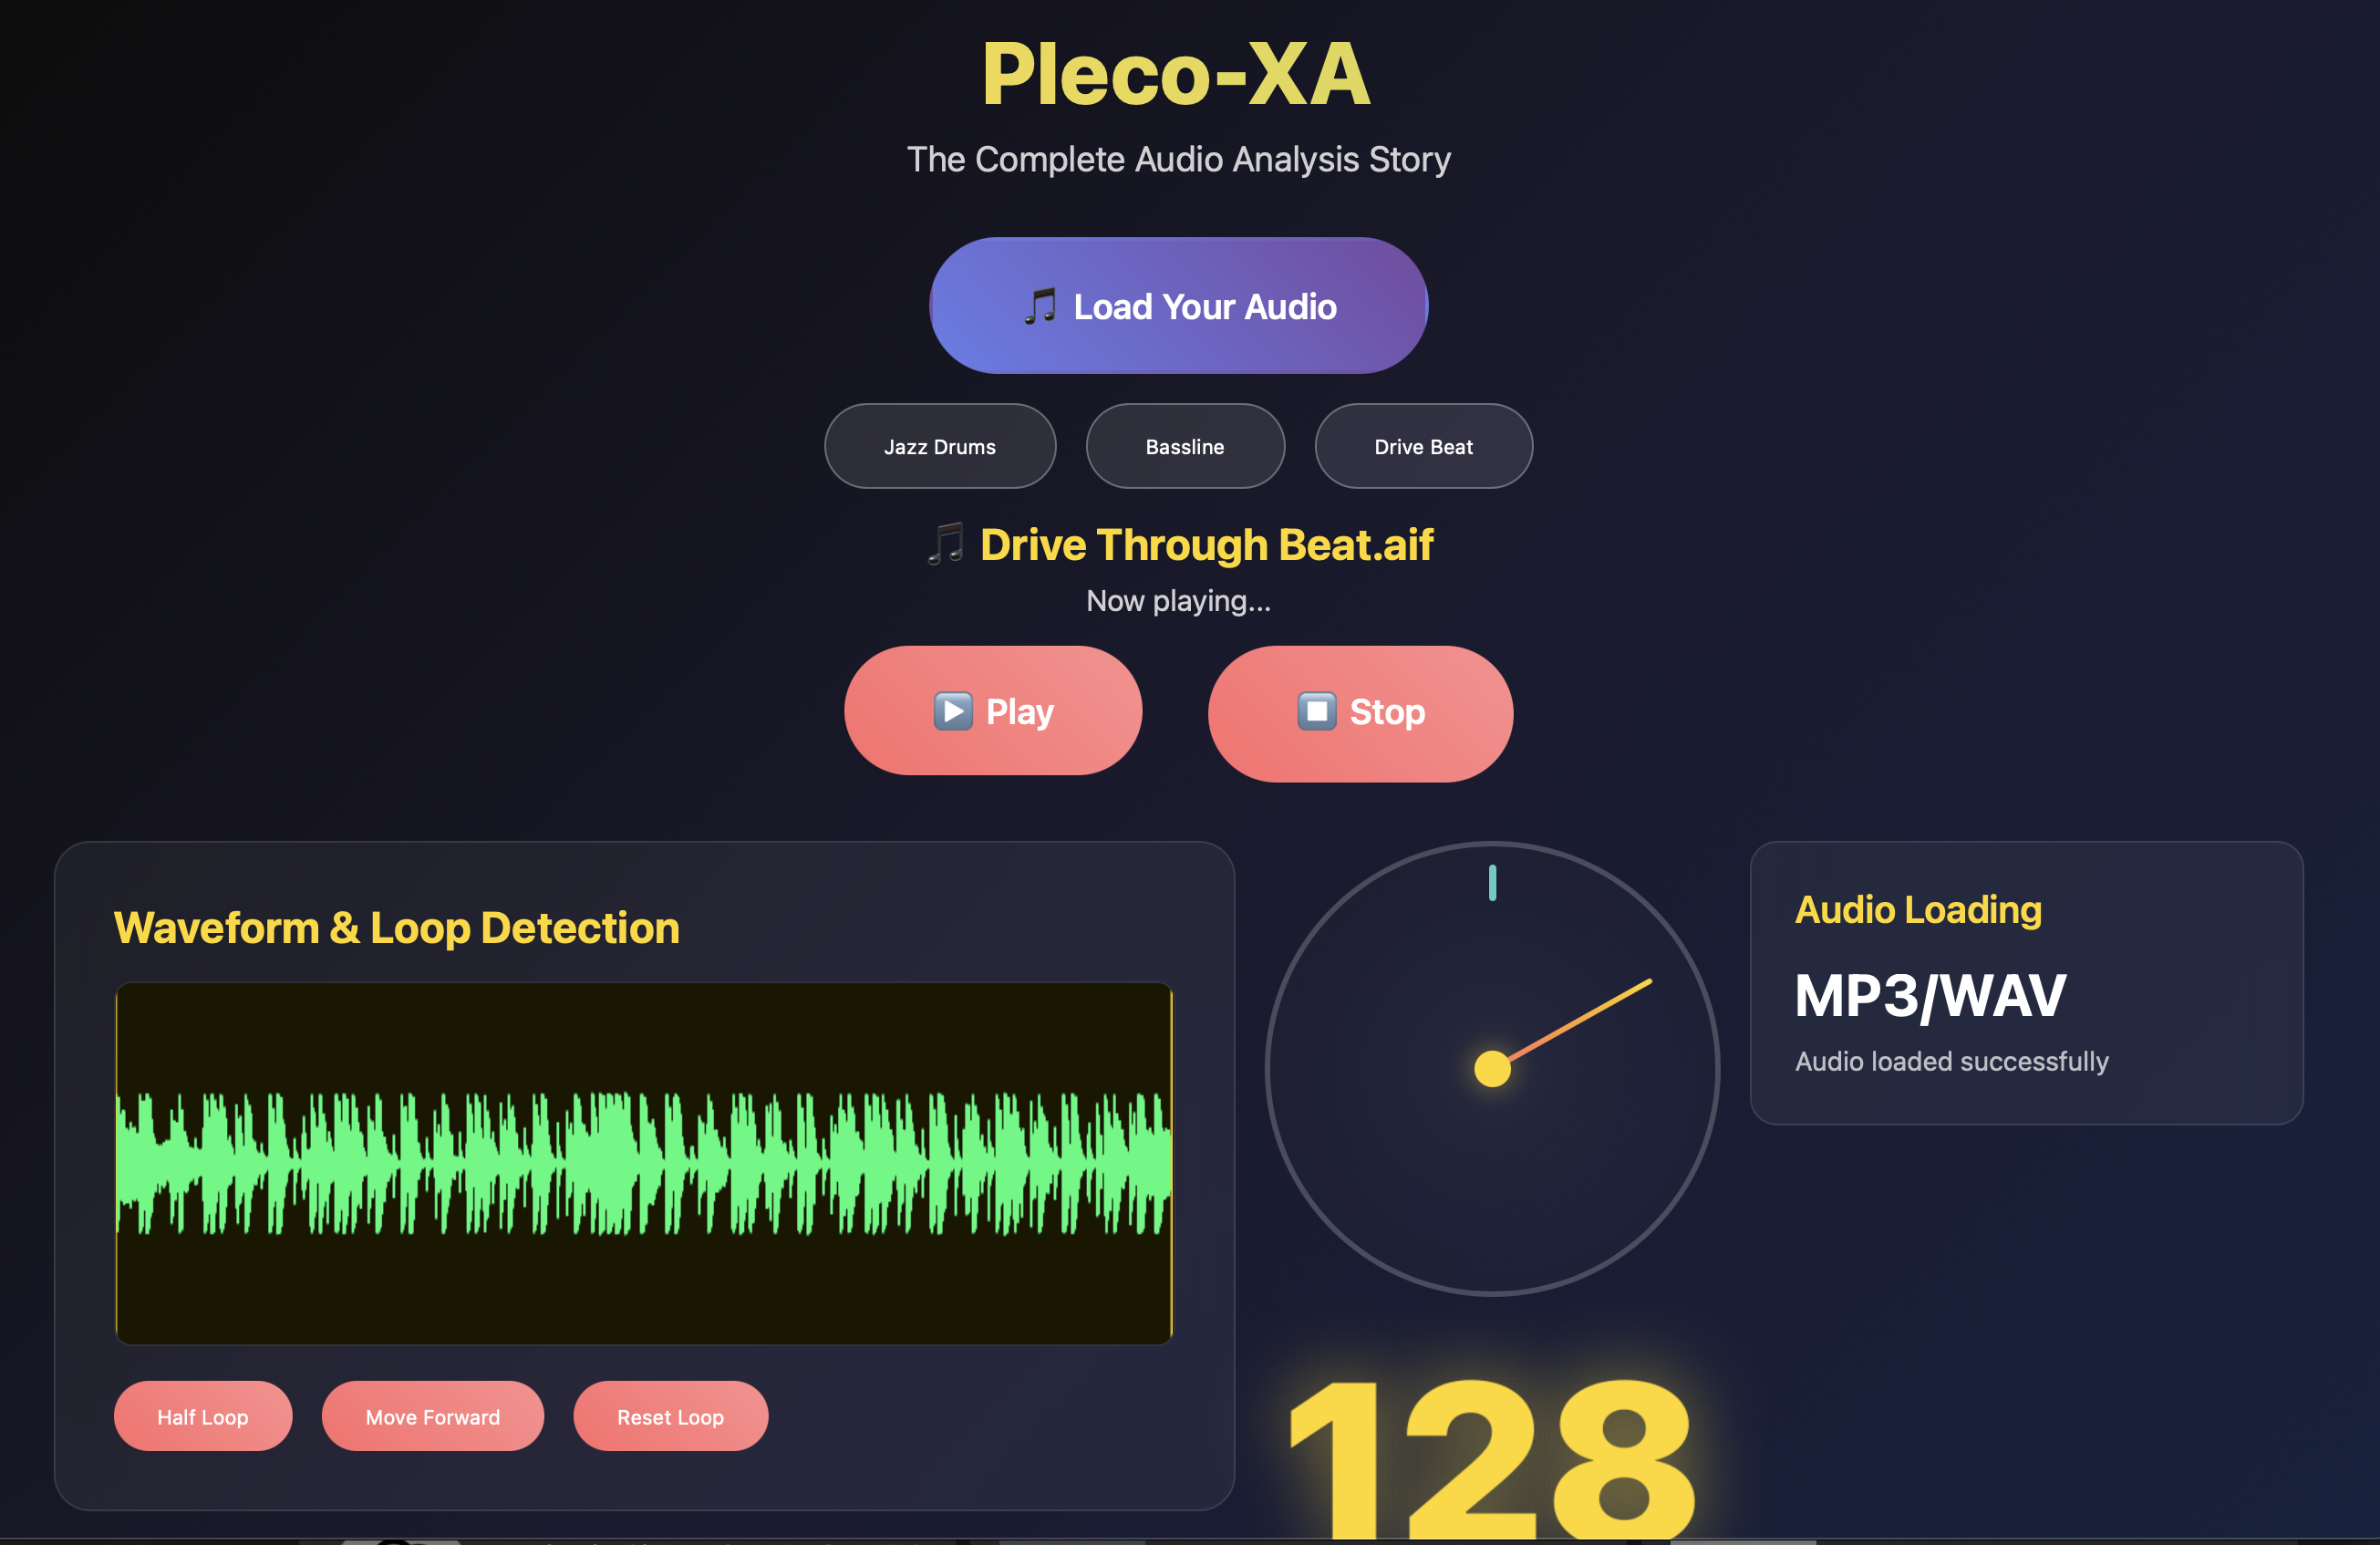 Pleco-XA
The Complete Audio Analysis Story
🎵 Load Your Audio
Jazz Drums
Bassline
Drive Beat
🎵 Drive Through Beat.aif
Now playing...
▶️ Play
⏹️ Stop
Waveform & Loop Detection
Half Loop
Move Forward
Reset Loop
128
Audio Loading
MP3/WAV
Audio loaded successfully